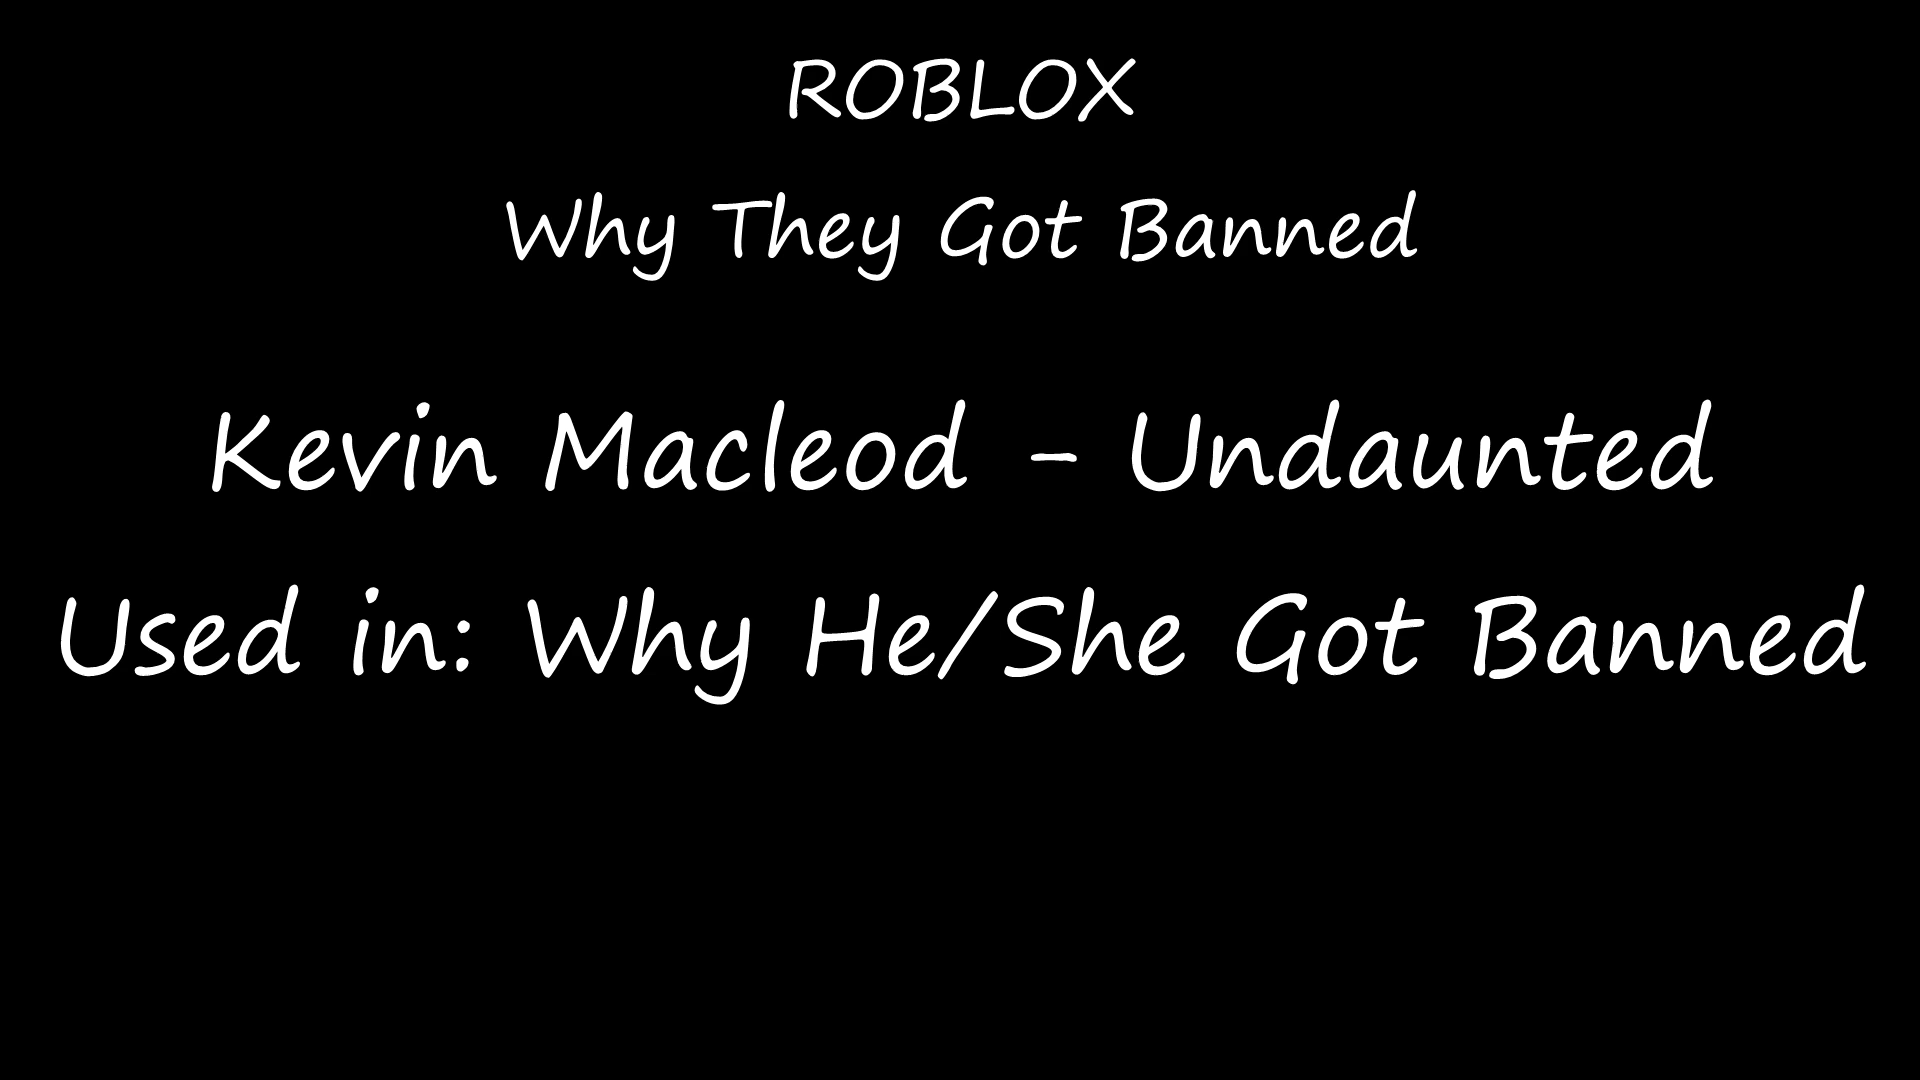 ROBLOX
Why They Got Banned
Kevin Macleod - Undaunted
Used in: Why He/She Got Banned